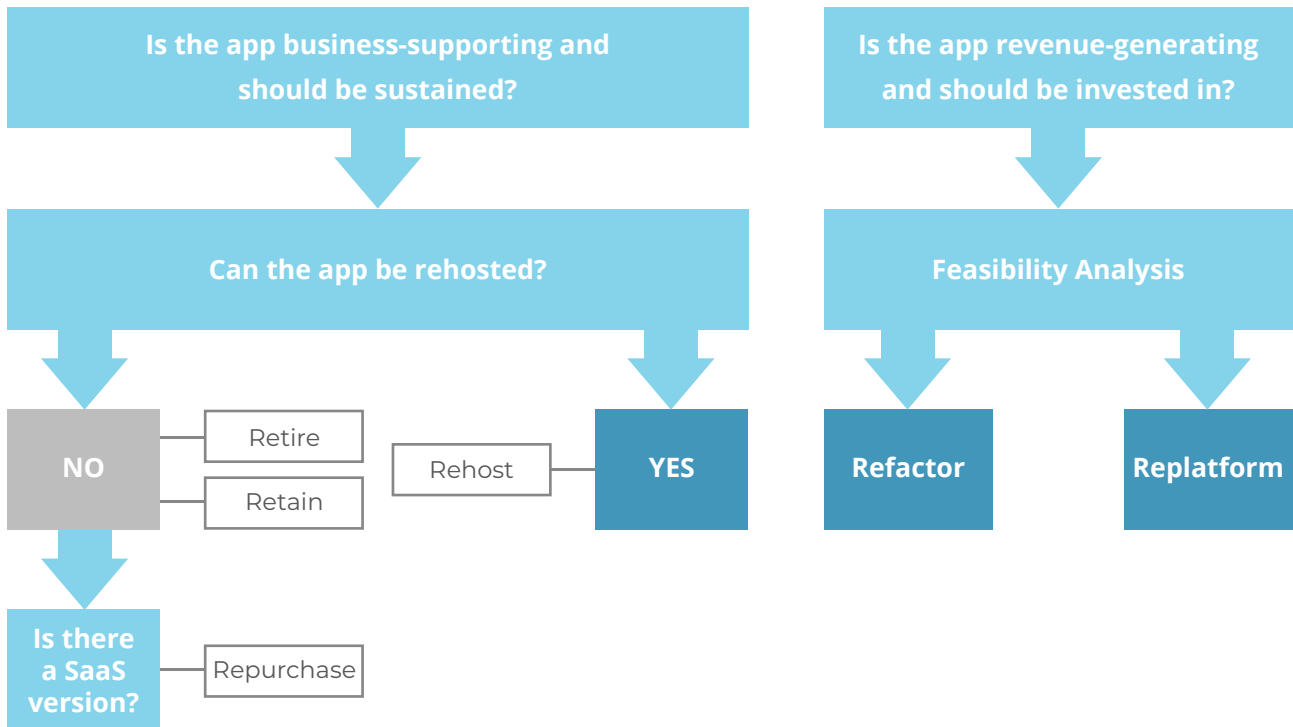 Is the app business-supporting and
should be sustained?
Is the app revenue-generating
and should be invested in?
Can the app be rehosted?
Feasibility Analysis
NO
Retire
Retain
Rehost
YES
Refactor
Replatform
Is there
a SaaS
version?
Repurchase